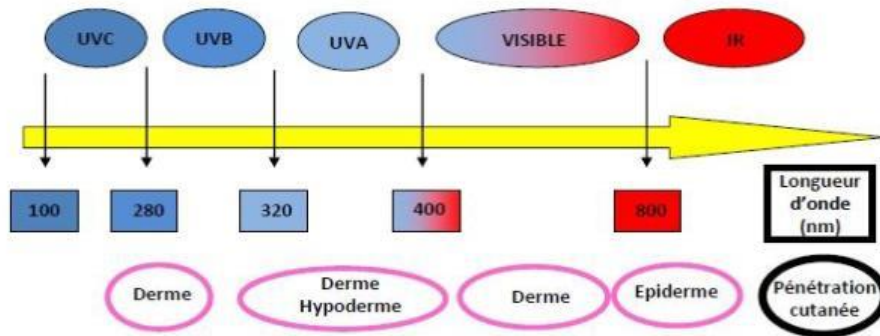 UVC UVB UVA VISIBLE IR
100 280 320 400 800 Longueur
d'onde
(nm)
Derme Derme
Hypoderme Derme Epiderme Pénétration
cutanée